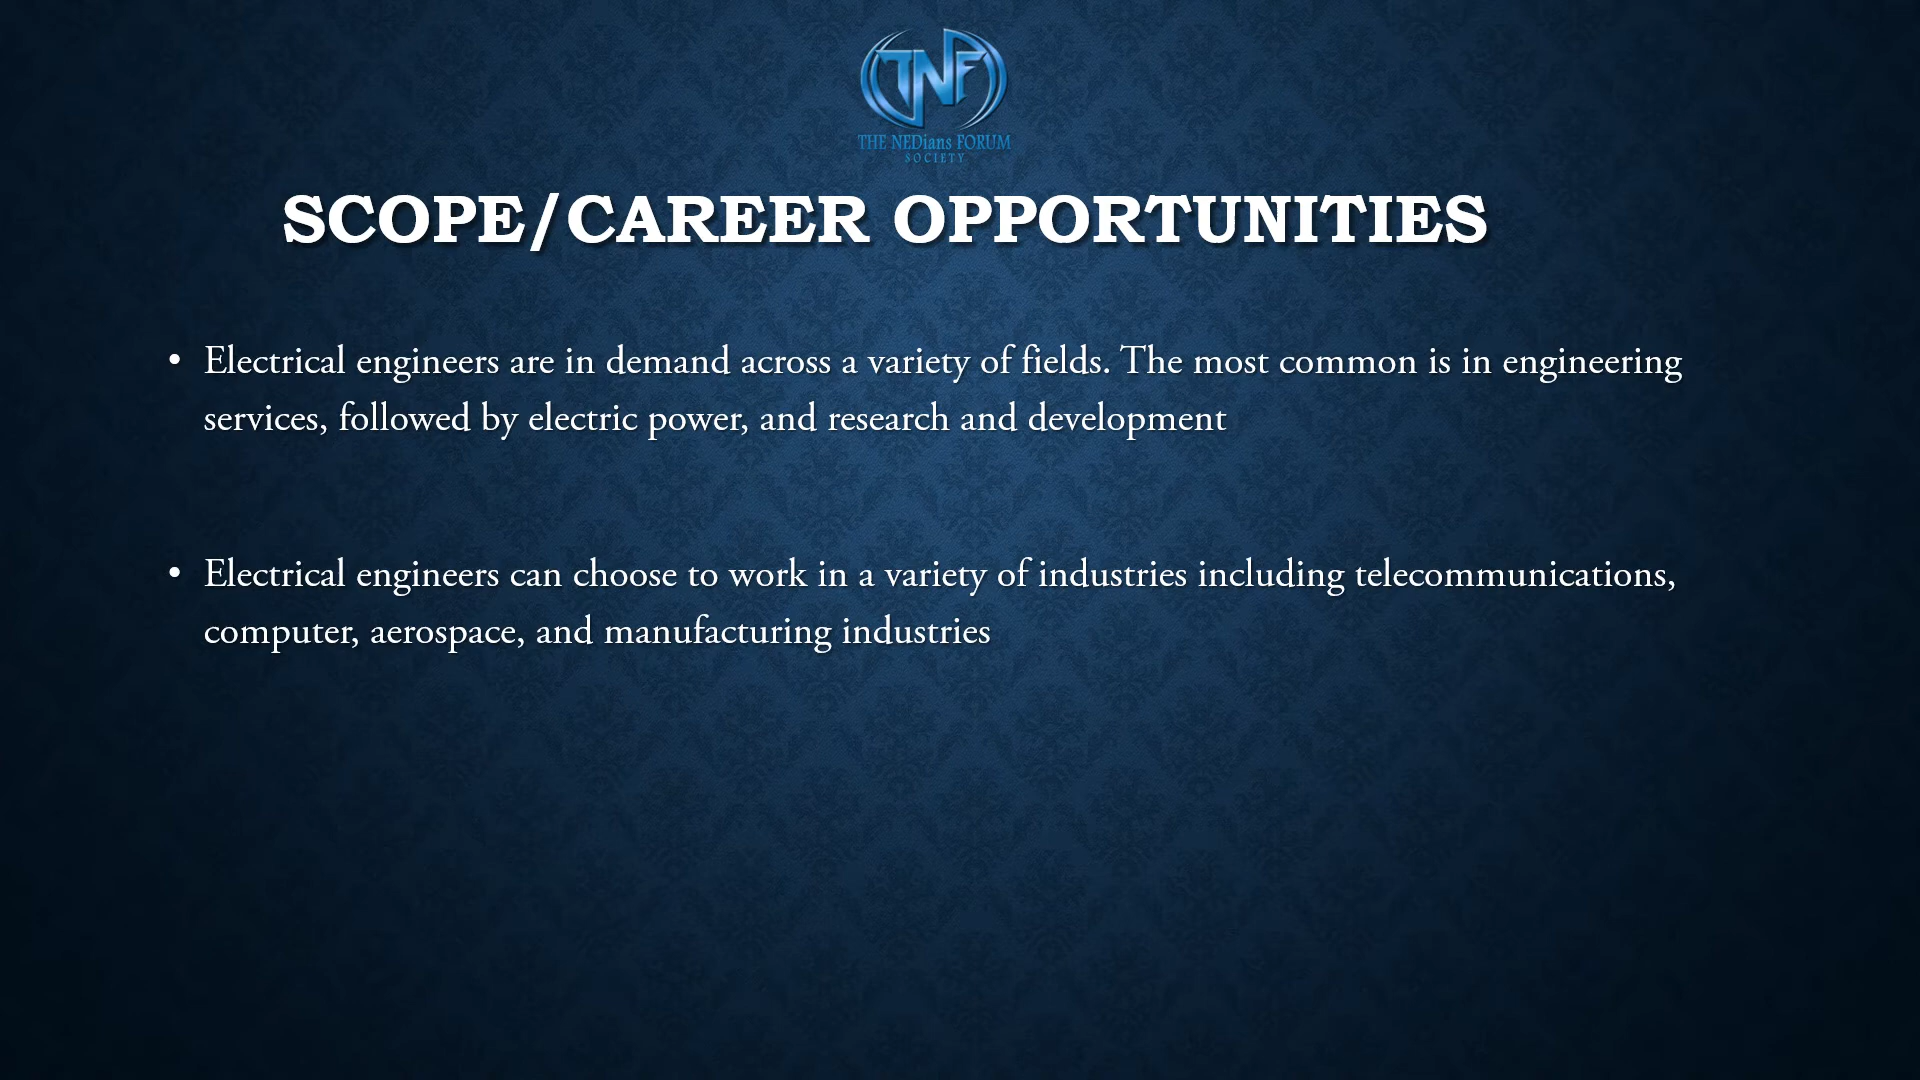 TNF
THE NEDians FORUM
SOCIETY
SCOPE/CAREER OPPORTUNITIES
• Electrical engineers are in demand across a variety of fields. The most common is in engineering
services, followed by electric power, and research and development
• Electrical engineers can choose to work in a variety of industries including telecommunications,
computer, aerospace, and manufacturing industries